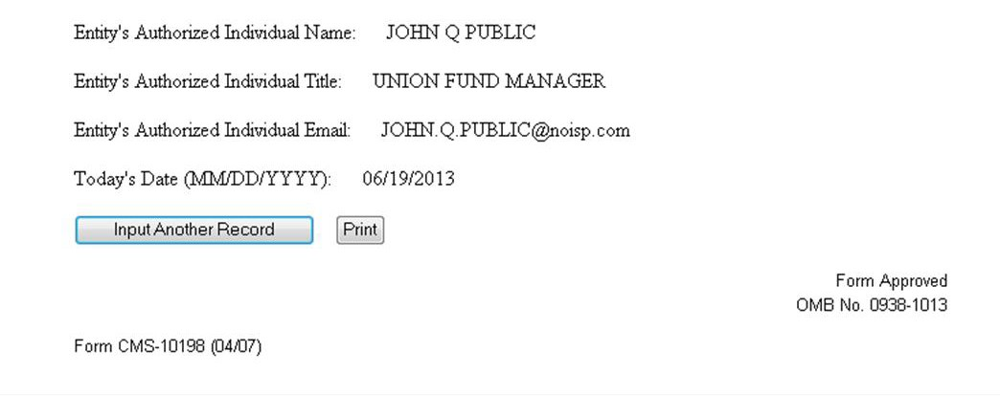 Entity's Authorized Individual Name: JOHN Q PUBLIC
Entity's Authorized Individual Title: UNION FUND MANAGER
Entity's Authorized Individual Email: JOHN.Q.PUBLIC@noisp.com
Today's Date (MM/DD/YYYY): 06/19/2013
Input Another Record Print
Form Approved
OMB No. 0938-1013
Form CMS-10198 (04/07)